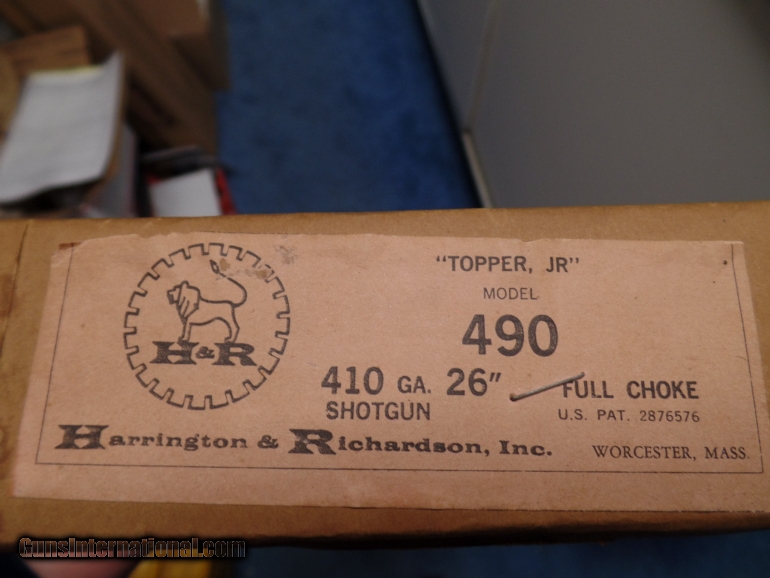 "TOPPER, JR"
MODEL
490
H&R
410 GA. 26" FULL CHOKE
SHOTGUN
U.S. PAT. 2876576
Harrington & Richardson, Inc. WORCESTER, MASS.
GunsInternational.com